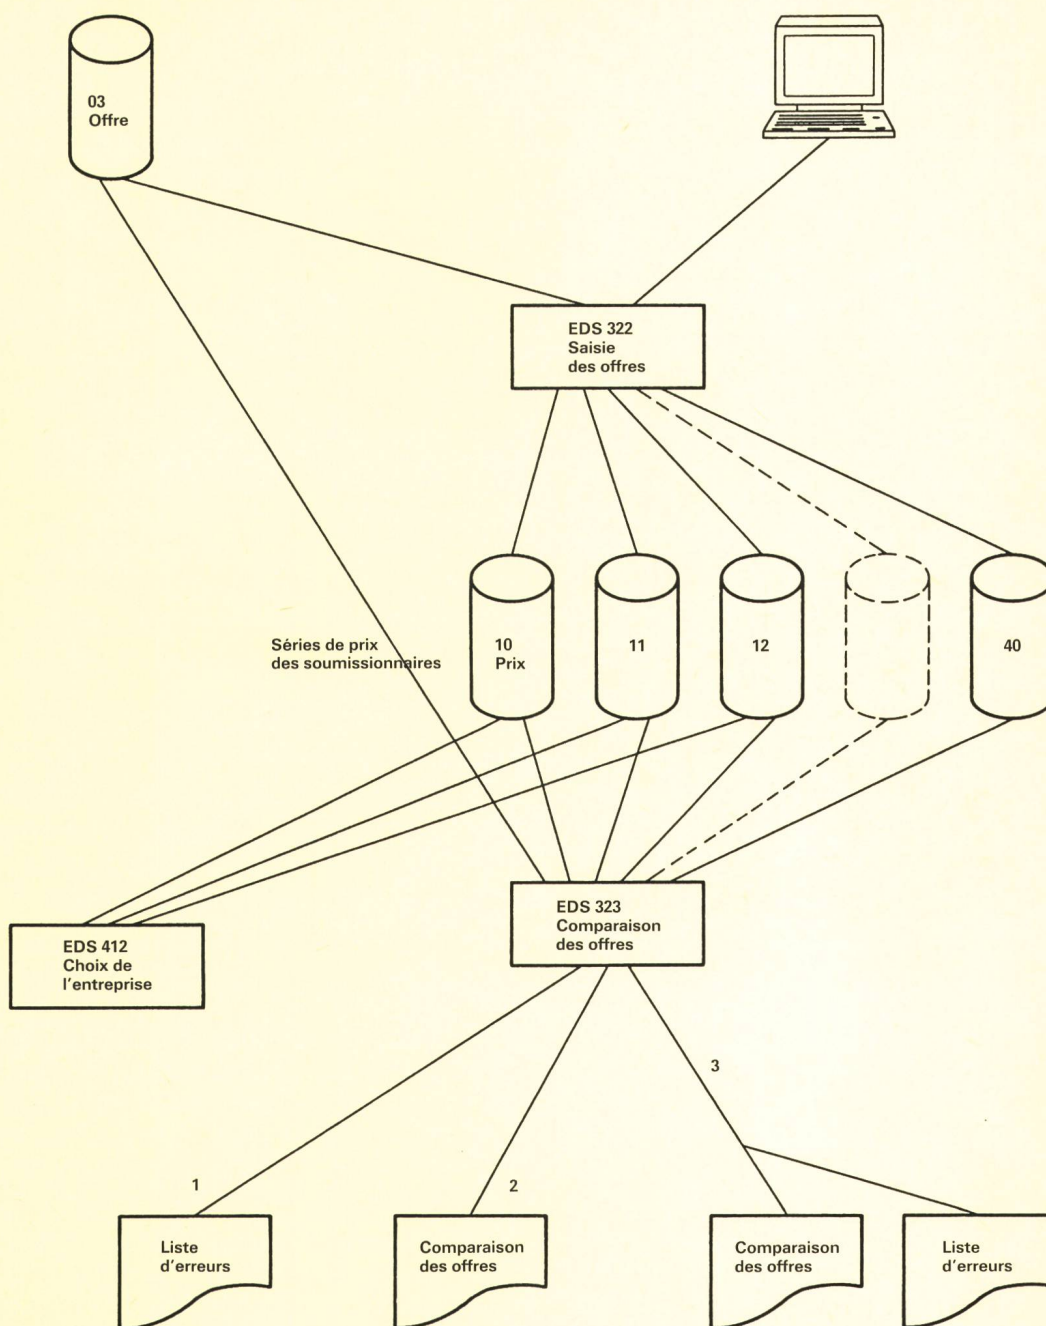 03
Offre
EDS 322
Saisie
des offres
Séries de prix
des soumissionnaires
10
Prix
11
12
40
EDS 412
Choix de
l'entreprise
EDS 323
Comparaison
des offres
3
1
2
Liste
d'erreurs
Comparaison
des offres
Comparaison
des offres
Liste
d'erreurs